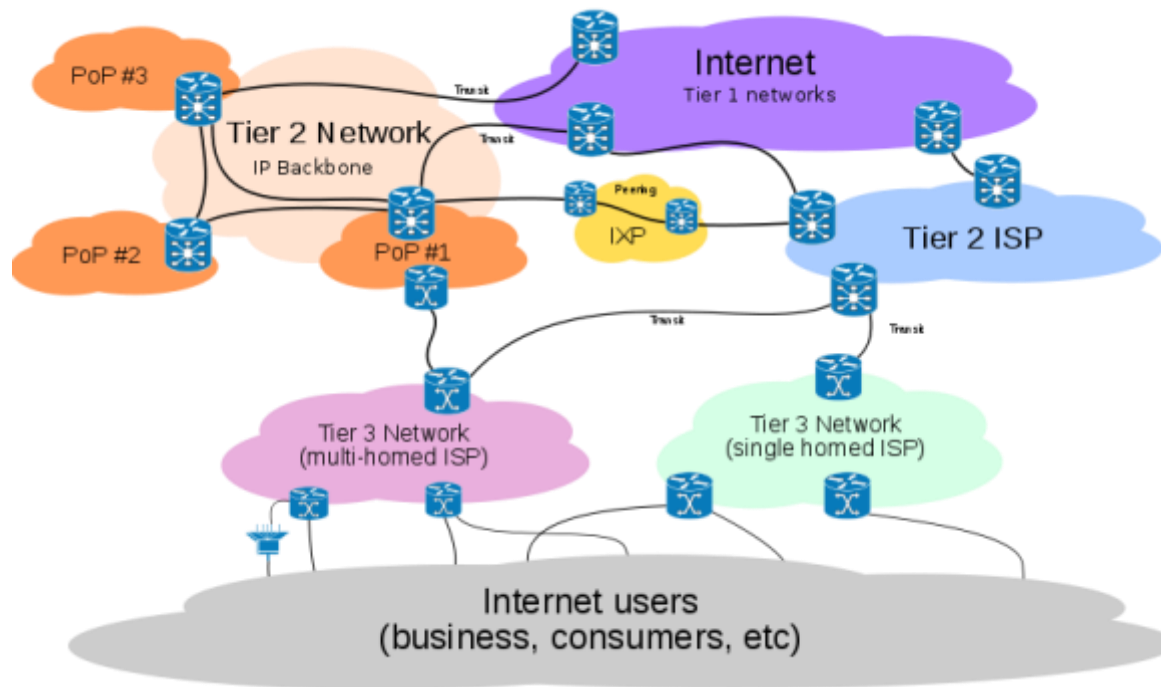 PoP #3
Internet
Tier 1 networks
Transit
Tier 2 Network
IP Backbone
Transit
Peering
IXP
Tier 2 ISP
PoP #2
PoP #1
Transit
Transit
Tier 3 Network
(multi-homed ISP)
Tier 3 Network
(single homed ISP)
Internet users
(business, consumers, etc)